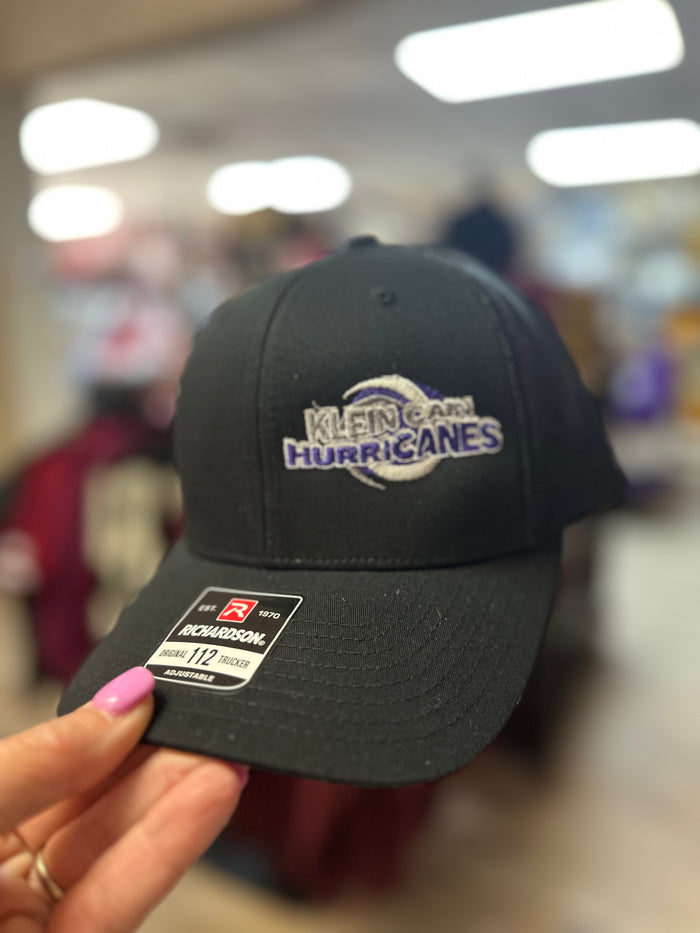 KLEIN CAIN
HURRICANES
EST. R 1970
RICHARDSON®
ORIGINAL 112 TRUCKER
ADJUSTABLE